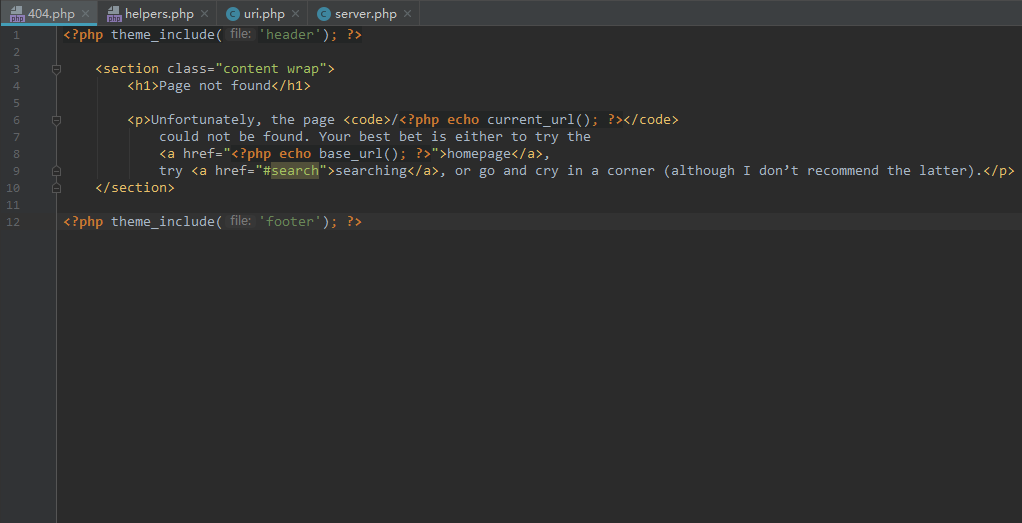 404.php helpers.php uri.php server.php
1 <?php theme_include( file: 'header'); ?>
2
3 <section class="content wrap">
4 <h1>Page not found</h1>
5
6 <p>Unfortunately, the page <code>/<?php echo current_url(); ?></code>
7 could not be found. Your best bet is either to try the
8 <a href="<?php echo base_url(); ?>">homepage</a>,
9 try <a href="#search">searching</a>, or go and cry in a corner (although I don’t recommend the latter).</p>
10 </section>
11
12 <?php theme_include( file: 'footer'); ?>